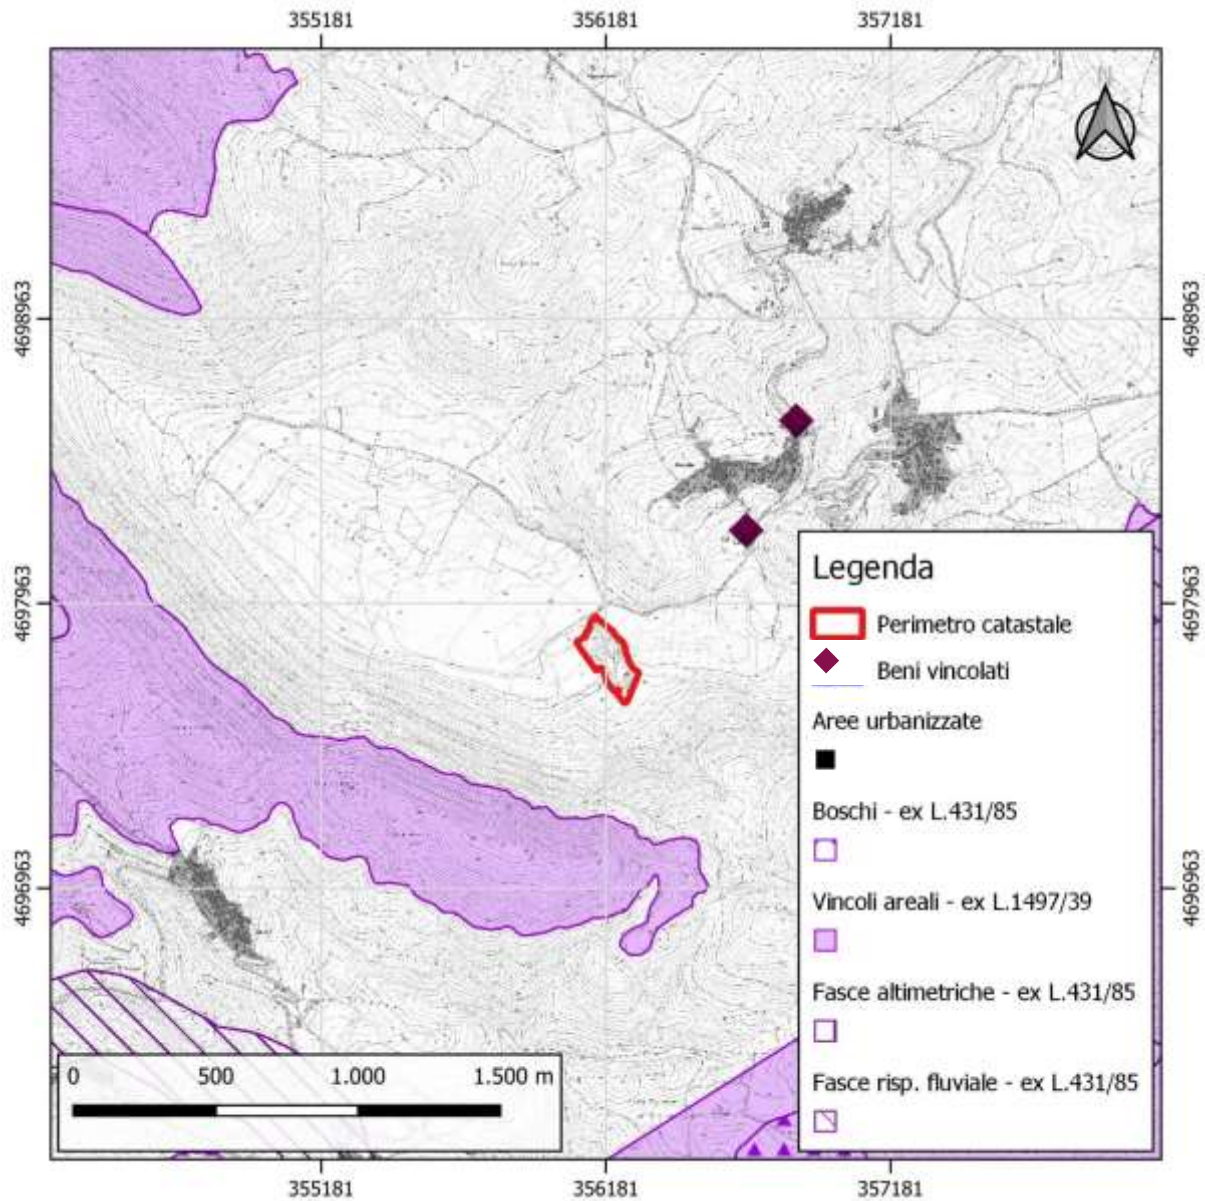 355181 356181 357181
4698963 4698963
4697963 4697963
4696963 4696963
Legenda
Perimetro catastale
Beni vincolati
Aree urbanizzate
Boschi - ex L.431/85
Vincoli areali - ex L.1497/39
Fasce altimetriche - ex L.431/85
Fasce risp. fluviale - ex L.431/85
0 500 1.000 1.500 m
355181 356181 357181